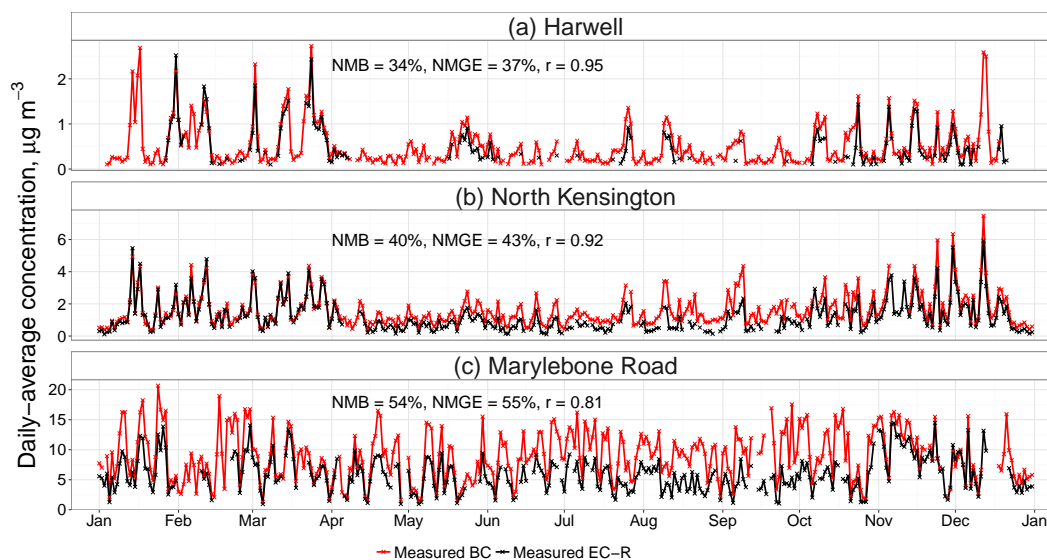 (a) Harwell
NMB = 34%, NMGE = 37%, r = 0.95
2
1
0
(b) North Kensington
NMB = 40%, NMGE = 43%, r = 0.92
6
4
2
0
(c) Marylebone Road
NMB = 54%, NMGE = 55%, r = 0.81
20
15
10
5
0
Daily−average concentration, μg m−3
Jan Feb Mar Apr May Jun Jul Aug Sep Oct Nov Dec Jan
Measured BC Measured EC−R